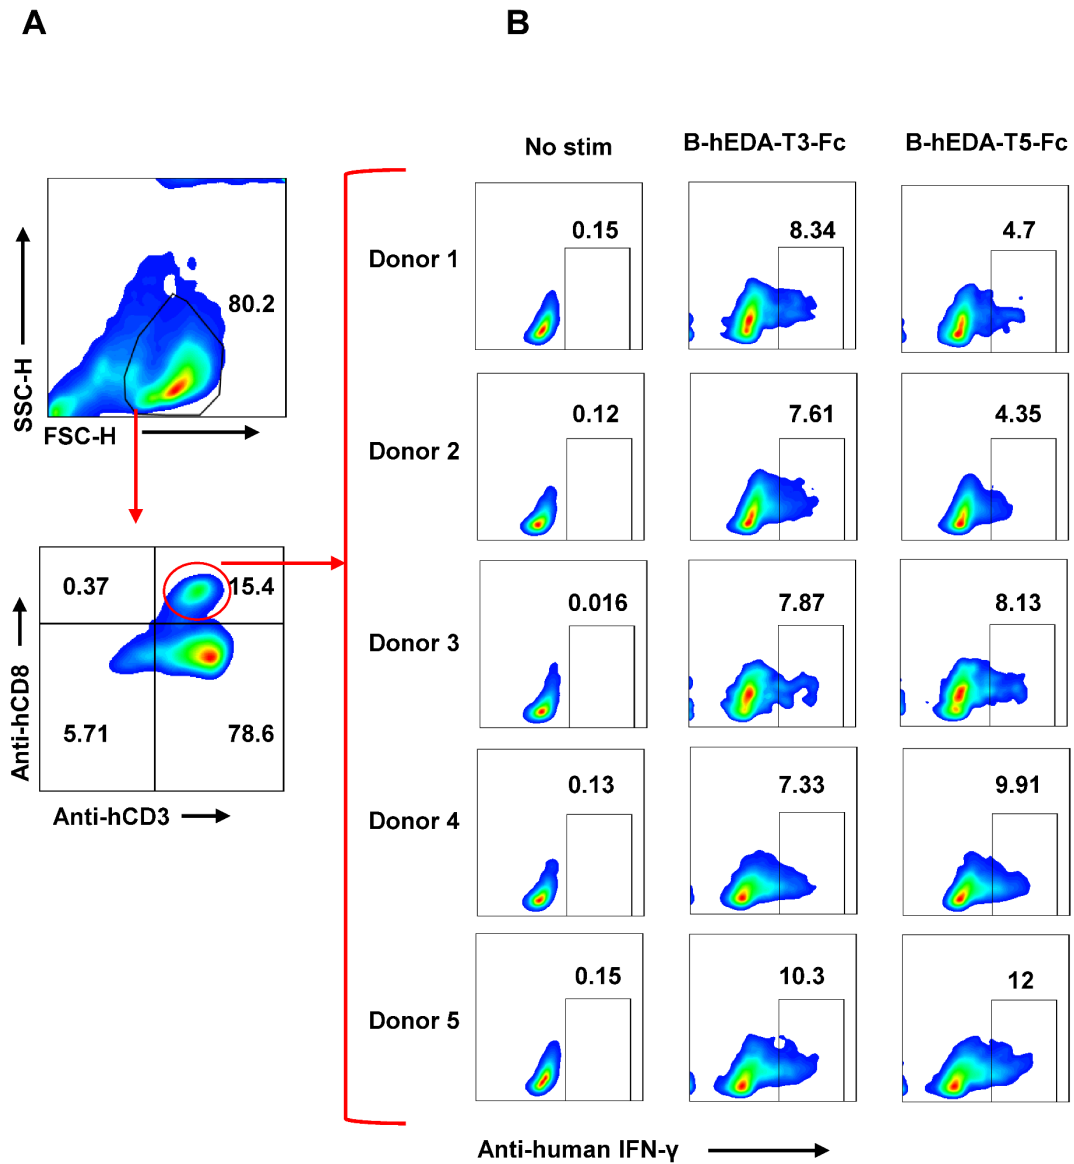 A
B
No stim
B-hEDA-T3-Fc
B-hEDA-T5-Fc
SSC-H
80.2
FSC-H
Anti-hCD8
0.37
15.4
5.71
78.6
Anti-hCD3
Donor 1
0.15
8.34
4.7
Donor 2
0.12
7.61
4.35
Donor 3
0.016
7.87
8.13
Donor 4
0.13
7.33
9.91
Donor 5
0.15
10.3
12
Anti-human IFN-γ